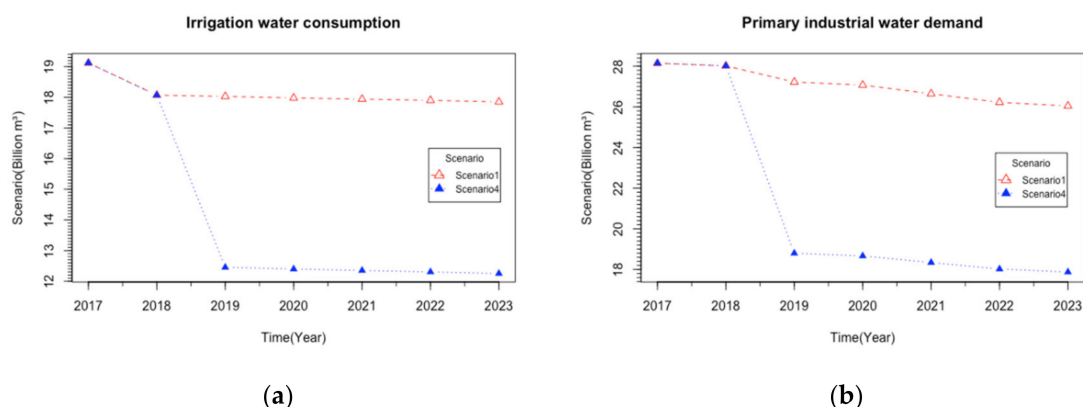 Irrigation water consumption
Scenario(Billion m³)
19
18
17
16
15
14
13
12
Scenario
Scenario1
Scenario4
2017 2018 2019 2020 2021 2022 2023
Time(Year)
(a)
Primary industrial water demand
Scenario(Billion m³)
28
26
24
22
20
18
Scenario
Scenario1
Scenario4
2017 2018 2019 2020 2021 2022 2023
Time(Year)
(b)